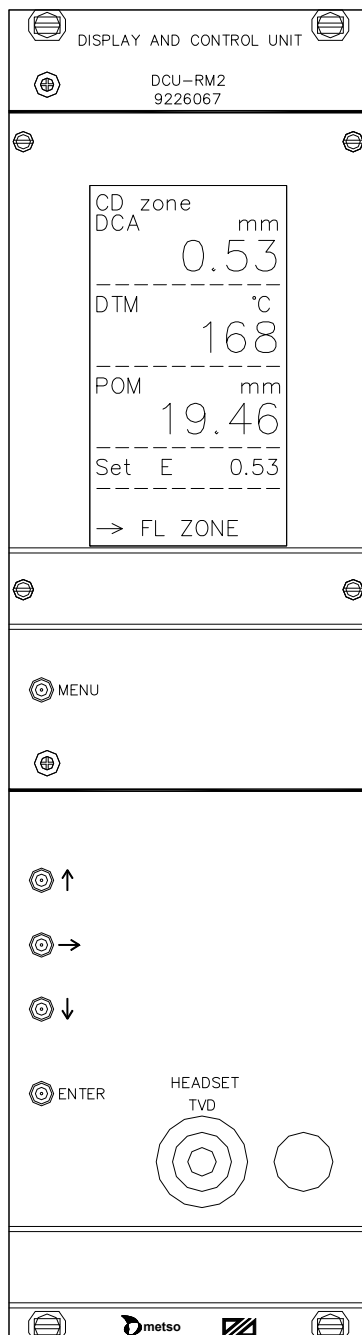 DISPLAY AND CONTROL UNIT
DCU-RM2
9226067
CD zone
DCA mm
0.53
DTM °C
168
POM mm
19.46
Set E 0.53
→ FL ZONE
MENU
↑
→
↓
ENTER
HEADSET
TVD
metso